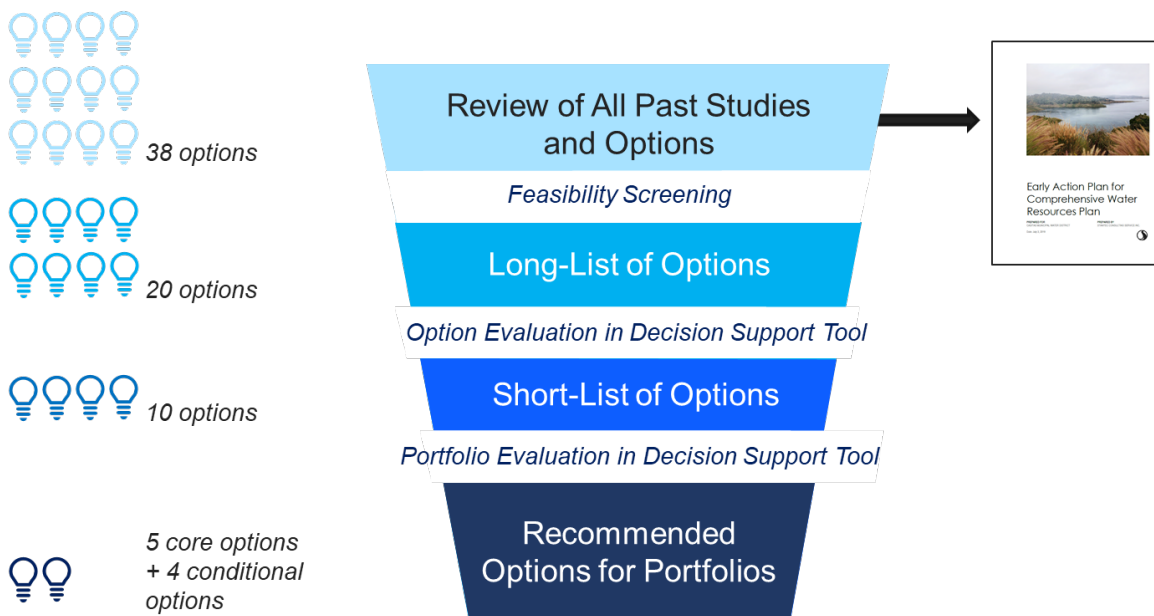 38 options
20 options
10 options
5 core options
+ 4 conditional
options
Review of All Past Studies
and Options
Feasibility Screening
Long-List of Options
Option Evaluation in Decision Support Tool
Short-List of Options
Portfolio Evaluation in Decision Support Tool
Recommended
Options for Portfolios
Early Action Plan for
Comprehensive Water
Resources Plan